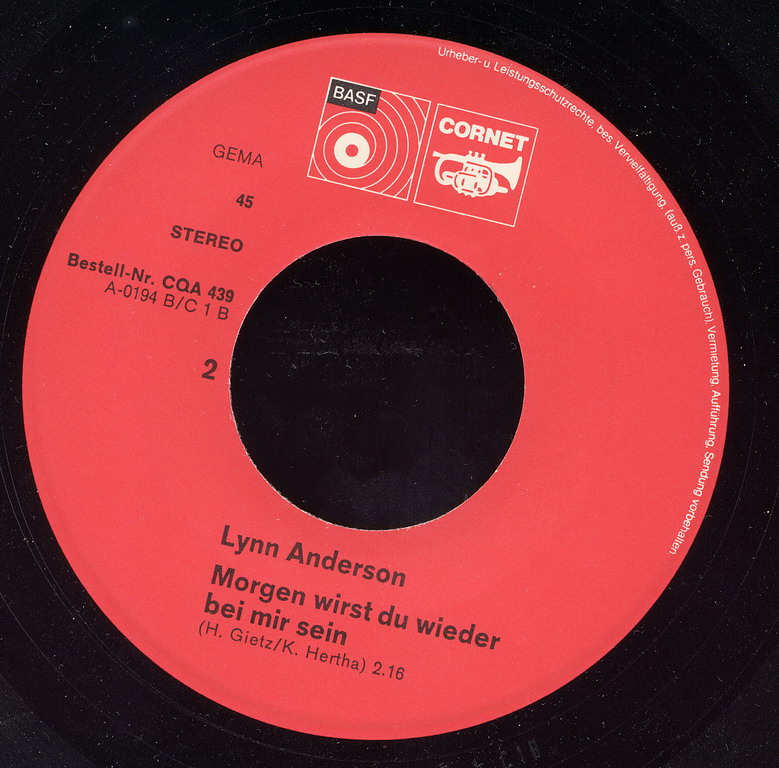 Urheber- u. Leistungsschutzrechte, bes. Vervielfältigung, (auß. z. pers. Gebrauch), Vermietung, Aufführung, Sendung vorbehalten.
BASF
CORNET
GEMA
45
STEREO
Bestell-Nr. CQA 439
A-0194 B/C 1 B
2
Lynn Anderson
Morgen wirst du wieder
bei mir sein
(H. Gietz/K. Hertha) 2.16